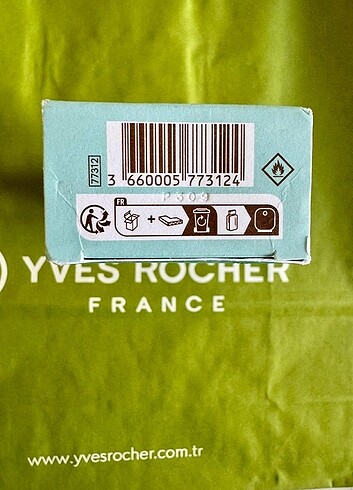 77312
3 660005 773124
P309
FR
+
YVES ROCHER
FRANCE
www.yvesrocher.com.tr